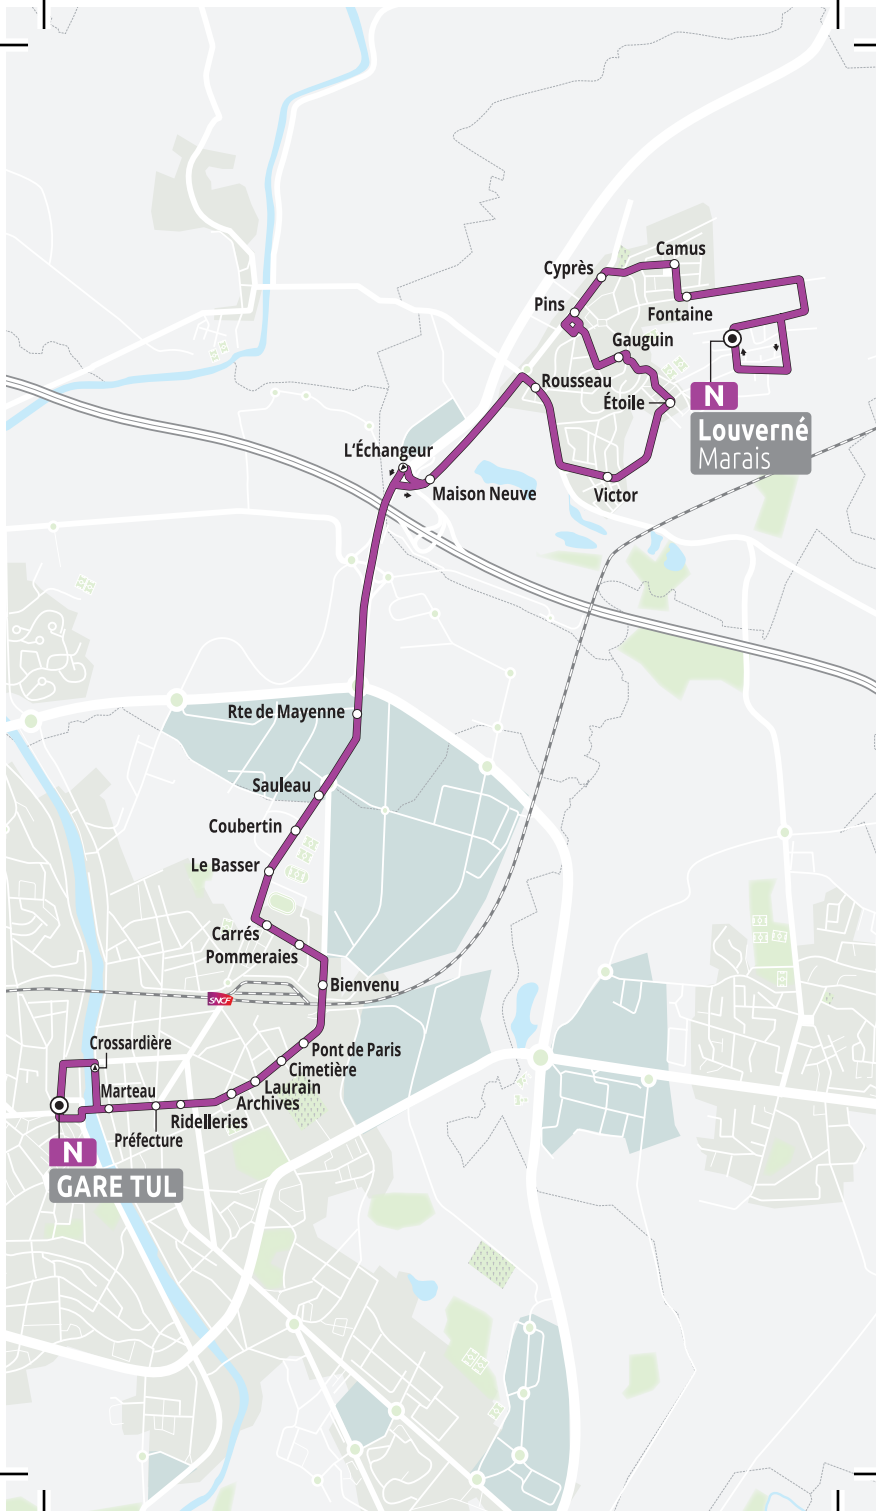 Camus
Cyprès
Pins
Fontaine
Gauguin
Rousseau
Étoile
N
Louverné
Marais
L'Échangeur
Maison Neuve
Victor
Rte de Mayenne
Sauleau
Coubertin
Le Basser
Carrés
Pommeraies
Bienvenu
SNCF
Crossardière
Pont de Paris
Cimetière
Laurain
Marteau
Archives
Ridelleries
Préfecture
N
GARE TUL